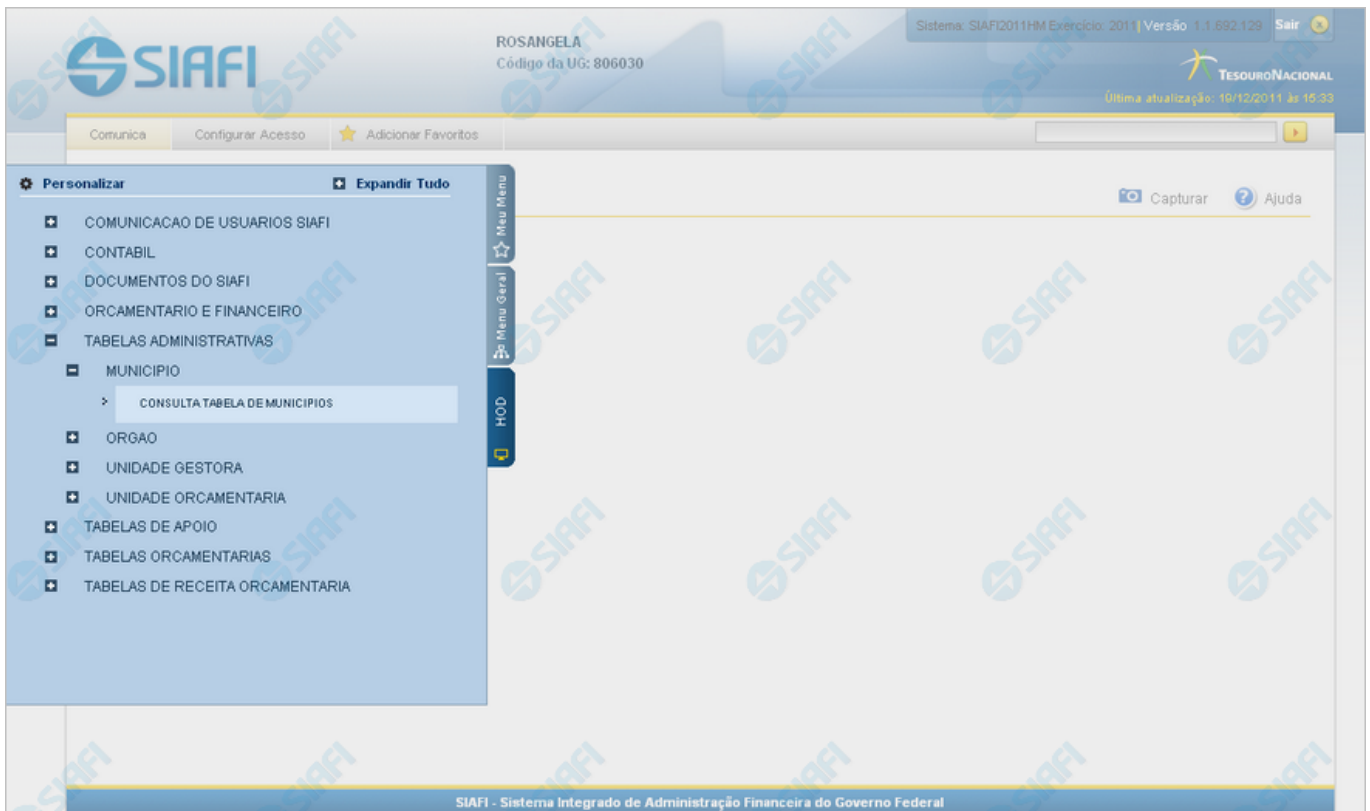 Sistema: SIAFI2011HM Exercício: 2011| Versão 1.1.692.129 Sair
SIAFI
ROSANGELA
Código da UG: 806030
TESOURONACIONAL
Última atualização: 19/12/2011 às 15:33
Comunica Configurar Acesso Adicionar Favoritos
Personalizar Expandir Tudo
Meu Menu
Menu Geral
HOD
Capturar Ajuda
COMUNICACAO DE USUARIOS SIAFI
CONTABIL
DOCUMENTOS DO SIAFI
ORCAMENTARIO E FINANCEIRO
TABELAS ADMINISTRATIVAS
MUNICIPIO
CONSULTA TABELA DE MUNICIPIOS
ORGAO
UNIDADE GESTORA
UNIDADE ORCAMENTARIA
TABELAS DE APOIO
TABELAS ORCAMENTARIAS
TABELAS DE RECEITA ORCAMENTARIA
SIAFI - Sistema Integrado de Administração Financeira do Governo Federal